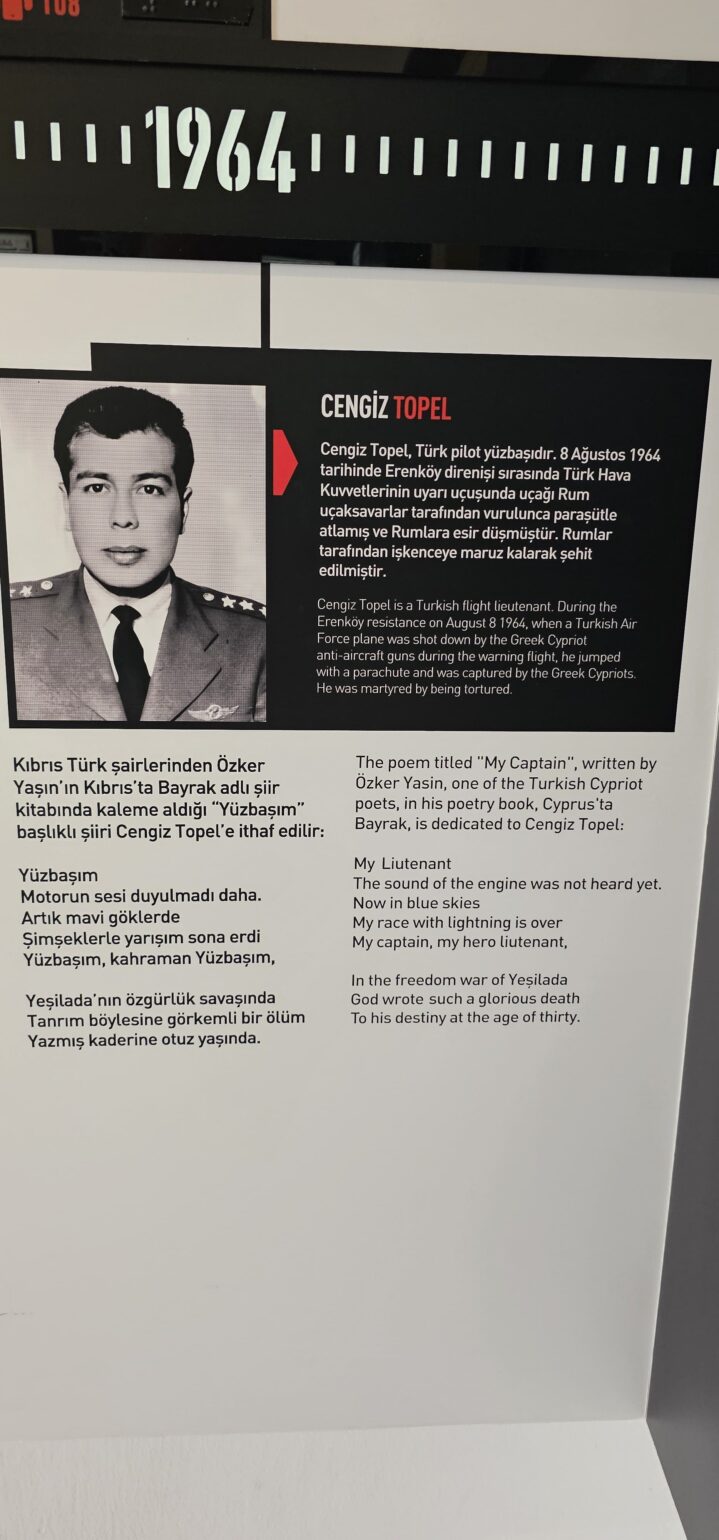 108
1964
CENGİZ TOPEL
Cengiz Topel, Türk pilot yüzbaşıdır. 8 Ağustos 1964
tarihinde Erenköy direnişi sırasında Türk Hava
Kuvvetlerinin uyarı uçuşunda uçağı Rum
uçaksavarlar tarafından vurulunca paraşütle
atlamış ve Rumlara esir düşmüştür. Rumlar
tarafından işkenceye maruz kalarak şehit
edilmiştir.
Cengiz Topel is a Turkish flight lieutenant. During the
Erenköy resistance on August 8 1964, when a Turkish Air
Force plane was shot down by the Greek Cypriot
anti-aircraft guns during the warning flight, he jumped
with a parachute and was captured by the Greek Cypriots.
He was martyred by being tortured.
Kıbrıs Türk şairlerinden Özker
Yaşın’ın Kıbrıs’ta Bayrak adlı şiir
kitabında kaleme aldığı “Yüzbaşım”
başlıklı şiiri Cengiz Topel’e ithaf edilir:
Yüzbaşım
Motorun sesi duyulmadı daha.
Artık mavi göklerde
Şimşeklerle yarışım sona erdi
Yüzbaşım, kahraman Yüzbaşım,
Yeşilada’nın özgürlük savaşında
Tanrım böylesine görkemli bir ölüm
Yazmış kaderine otuz yaşında.
The poem titled "My Captain", written by
Özker Yasin, one of the Turkish Cypriot
poets, in his poetry book, Cyprus'ta
Bayrak, is dedicated to Cengiz Topel:
My Liutenant
The sound of the engine was not heard yet.
Now in blue skies
My race with lightning is over
My captain, my hero liutenant,
In the freedom war of Yeşilada
God wrote such a glorious death
To his destiny at the age of thirty.